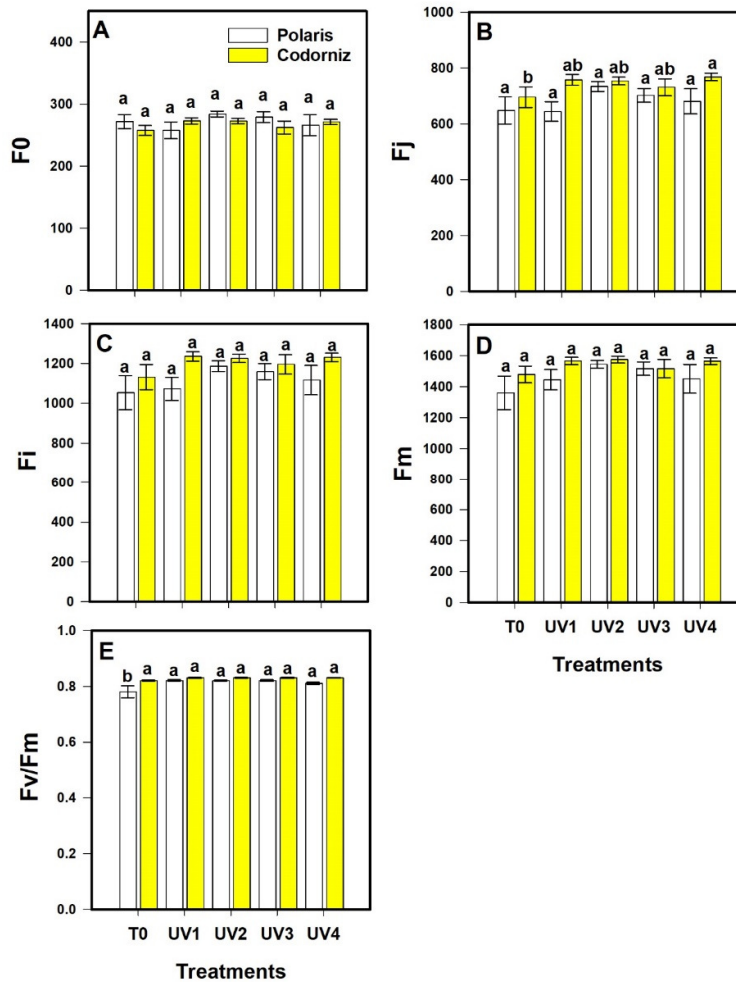 A
Polaris
Codorniz
450
300
200
100
0
F0
a a a a a a a a a a
B
1000
800
600
400
200
0
Fj
a b a ab a ab a ab a a
C
1400
1200
1000
800
600
400
200
0
Fi
a a a a a a a a a a
D
1800
1600
1400
1200
1000
800
600
400
200
0
Fm
a a a a a a a a a a
T0 UV1 UV2 UV3 UV4
Treatments
E
1.0
0.8
0.6
0.4
0.2
0.0
Fv/Fm
b a a a a a a a a a
T0 UV1 UV2 UV3 UV4
Treatments